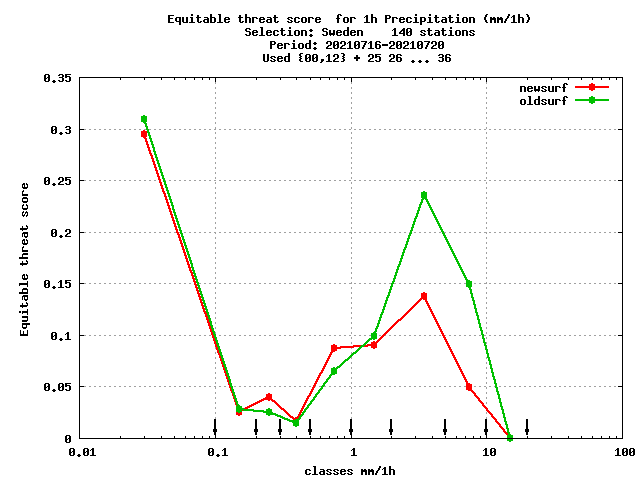 Equitable threat score  for 1h Precipitation (mm/1h)
Selection: Sweden    140 stations
Period: 20210716-20210720
Used {00,12} + 25 26 ... 36
newsurf
oldsurf
Equitable threat score
0.35
0.3
0.25
0.2
0.15
0.1
0.05
0
0.01 0.1 1 10 100
classes mm/1h